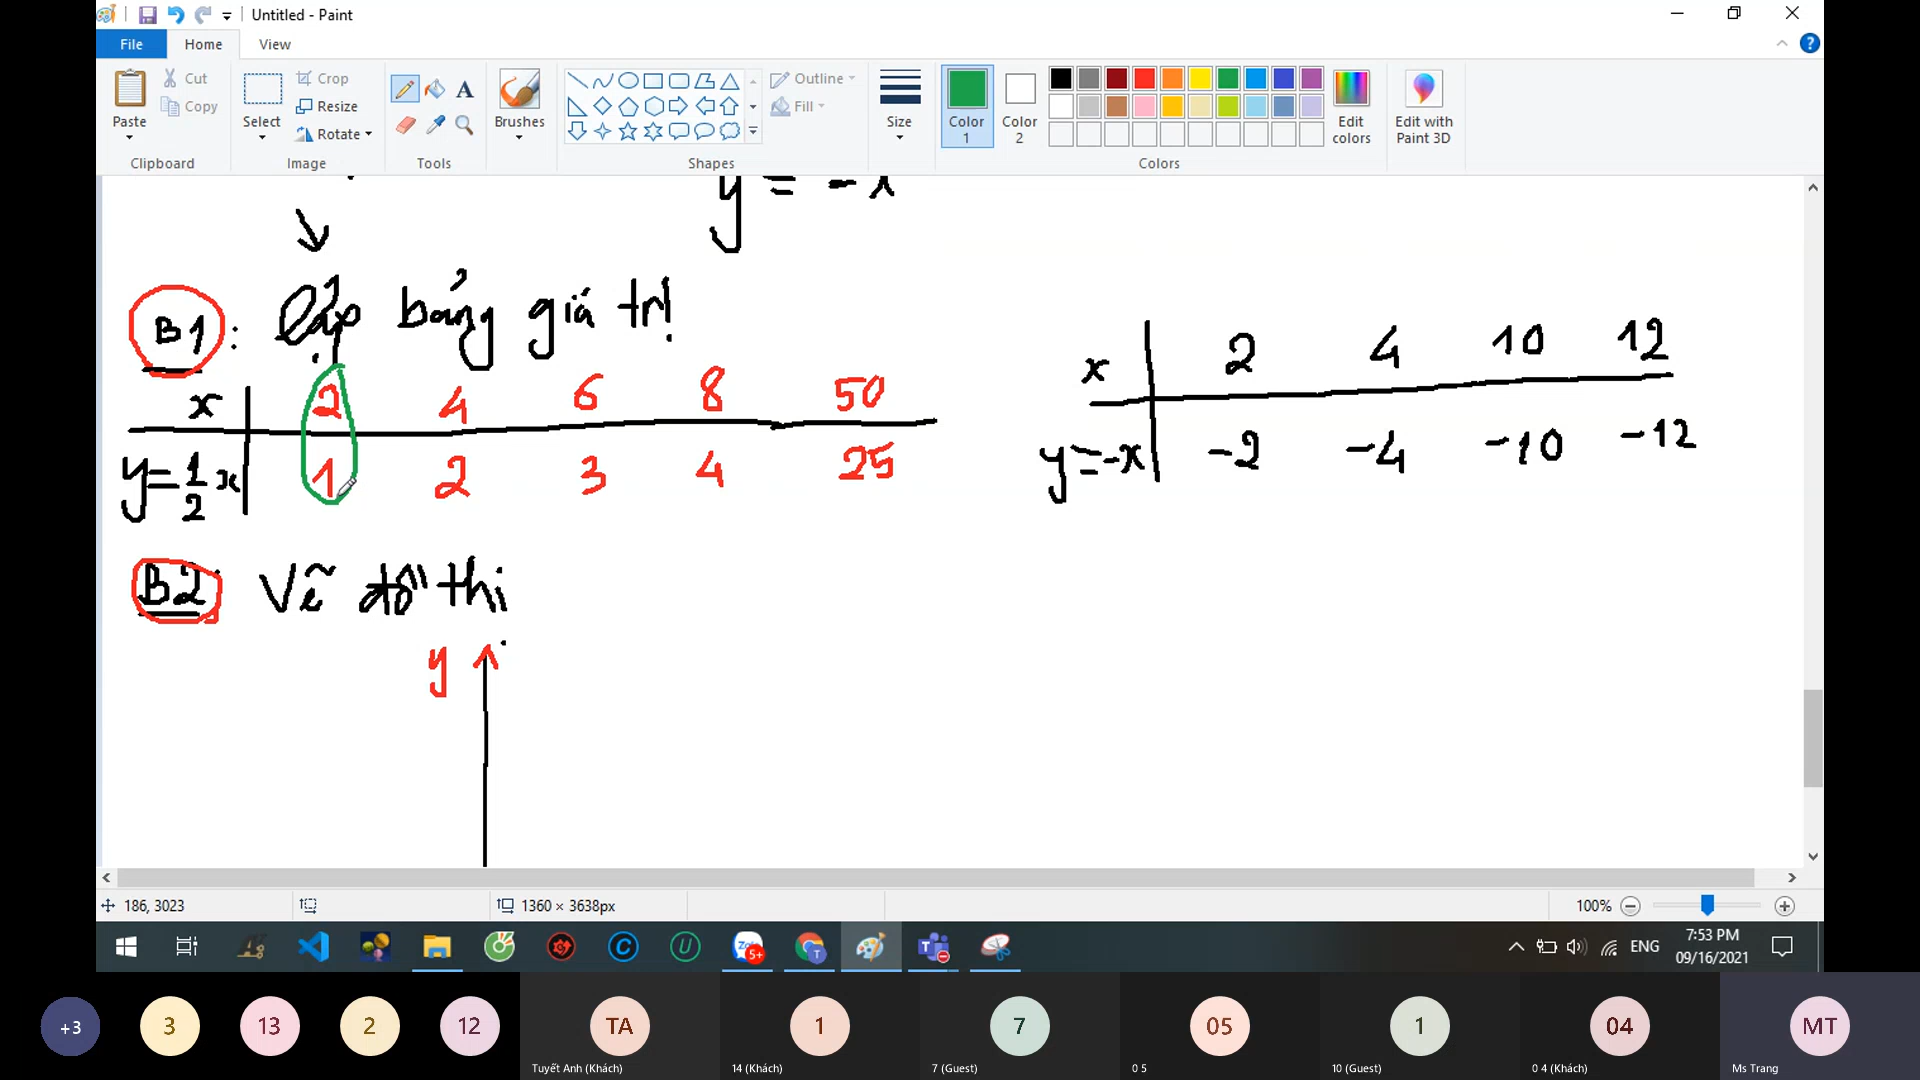 Untitled - Paint
File Home View
Cut
Copy
Paste
Clipboard
Crop
Resize
Rotate
Select
Image
Tools
Brushes
Outline
Fill
Shapes
Size
Color 1
Color 2
Colors
Edit colors
Edit with Paint 3D
y = -x
B1: lập bảng giá trị
x 2 4 6 8 50
y=1/2 x 1 2 3 4 25
x 2 4 10 12
y=-x -2 -4 -10 -12
B2: Vẽ đồ thị
y
186, 3023
1360 × 3638px
100%
ENG
7:53 PM
09/16/2021
Zalo
5+
+3 3 13 2 12 TA 1 7 05 1 04 MT
Tuyết Anh (Khách) 14 (Khách) 7 (Guest) 0 5 10 (Guest) 0 4 (Khách) Ms Trang